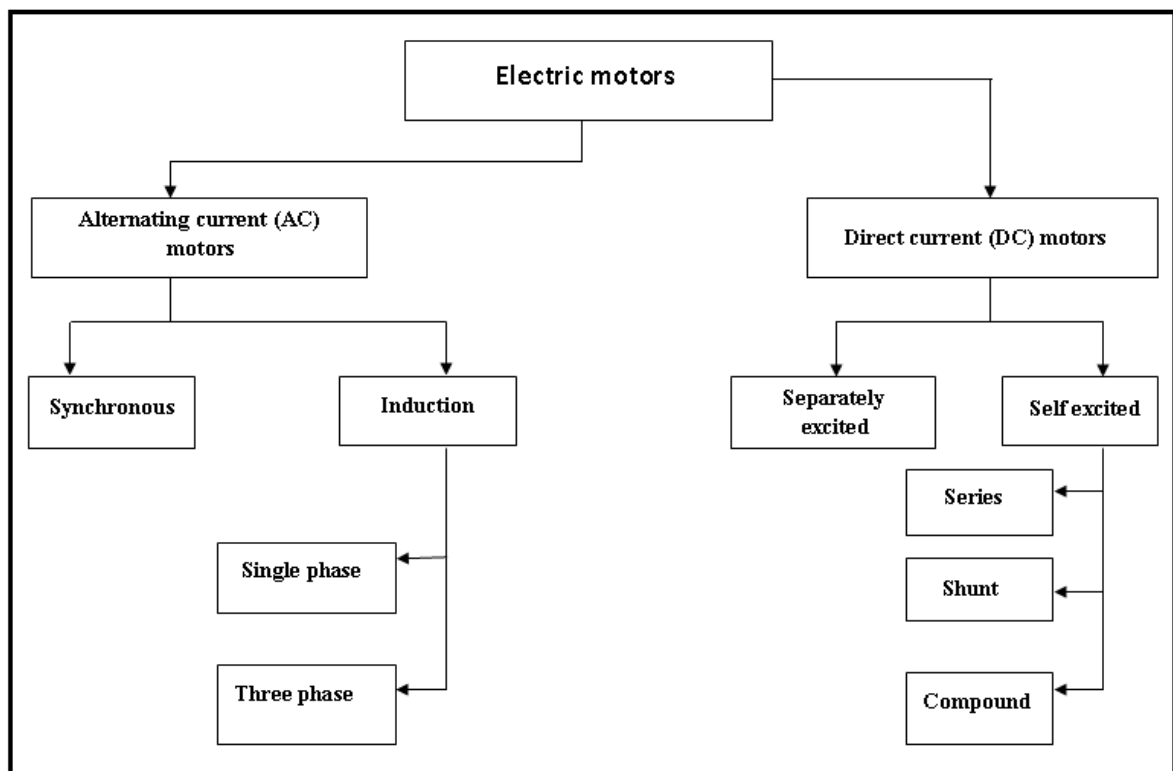 Electric motors
Alternating current (AC)
motors
Direct current (DC) motors
Synchronous
Induction
Separately
excited
Self excited
Series
Single phase
Shunt
Three phase
Compound